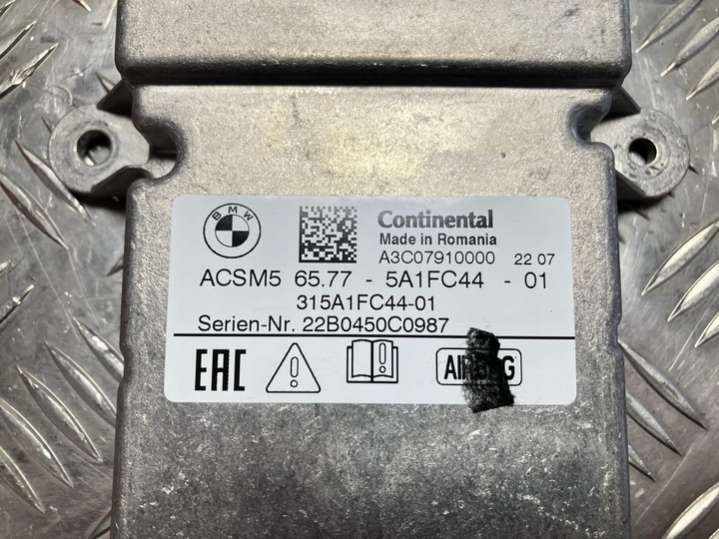 BMW
Continental
Made in Romania
A3C07910000 22 07
ACSM5 65.77 - 5A1FC44 - 01
315A1FC44-01
Serien-Nr. 22B0450C0987
EAC